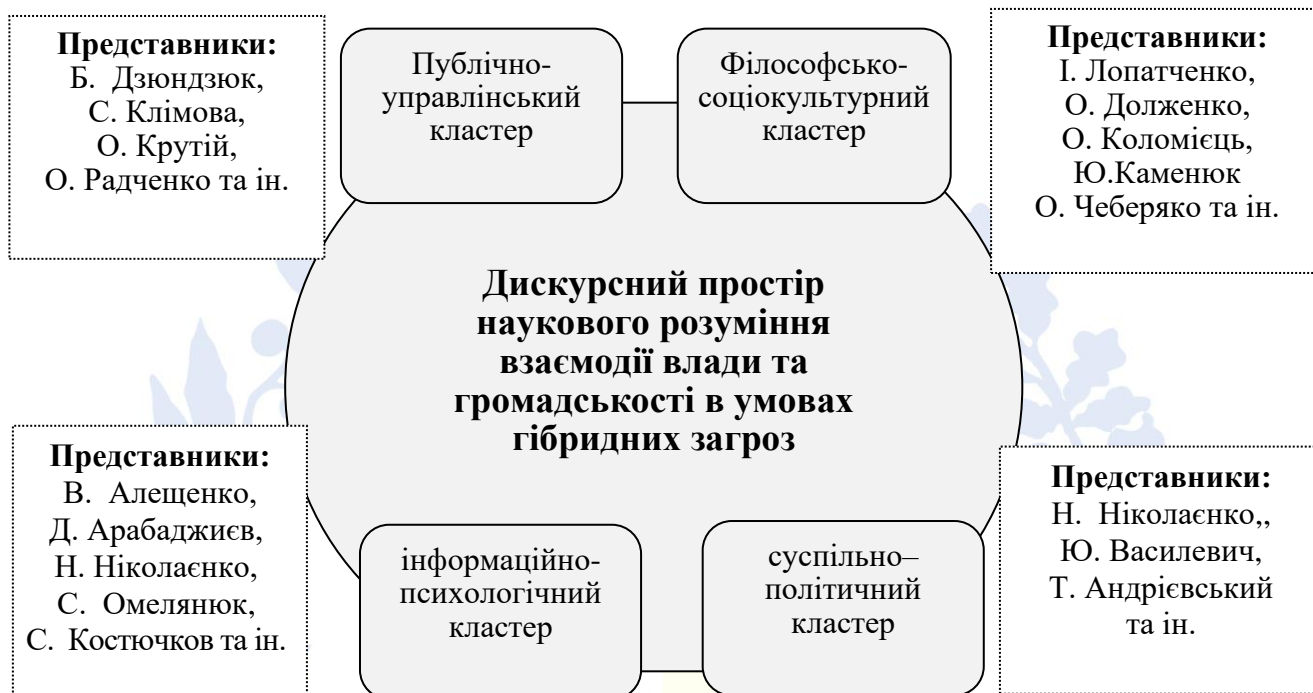 Представники:
Б. Дзюндзюк,
С. Клімова,
О. Крутій,
О. Радченко та ін.
Публічно-
управлінський
кластер
Філософсько-
соціокультурний
кластер
Представники:
І. Лопатченко,
О. Долженко,
О. Коломієць,
Ю.Каменюк
О. Чеберяко та ін.
Дискурсний простір
наукового розуміння
взаємодії влади та
громадськості в умовах
гібридних загроз
Представники:
В. Алещенко,
Д. Арабаджиєв,
Н. Ніколаєнко,
С. Омелянюк,
С. Костючков та ін.
інформаційно-
психологічний
кластер
суспільно–
політичний
кластер
Представники:
Н. Ніколаєнко,,
Ю. Василевич,
Т. Андрієвський
та ін.